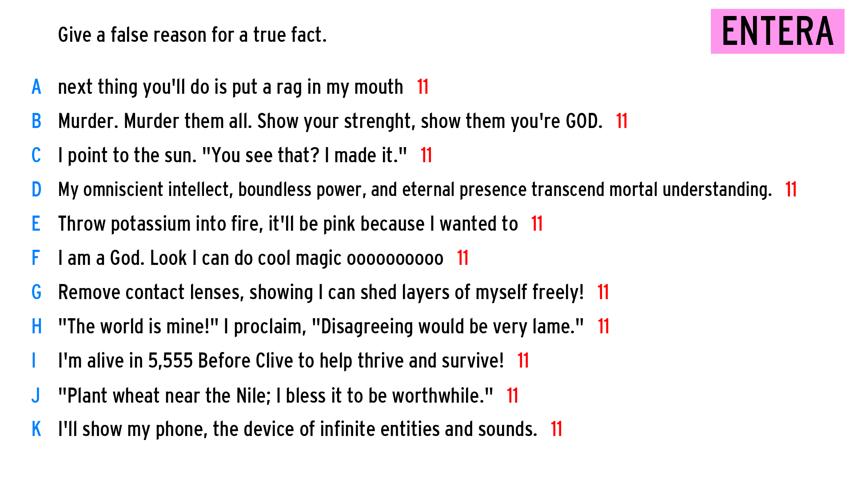 Give a false reason for a true fact.
ENTERA
A next thing you'll do is put a rag in my mouth 11
B Murder. Murder them all. Show your strenght, show them you're GOD. 11
C I point to the sun. "You see that? I made it." 11
D My omniscient intellect, boundless power, and eternal presence transcend mortal understanding. 11
E Throw potassium into fire, it'll be pink because I wanted to 11
F I am a God. Look I can do cool magic oooooooooo 11
G Remove contact lenses, showing I can shed layers of myself freely! 11
H "The world is mine!" I proclaim, "Disagreeing would be very lame." 11
I I'm alive in 5,555 Before Clive to help thrive and survive! 11
J "Plant wheat near the Nile; I bless it to be worthwhile." 11
K I'll show my phone, the device of infinite entities and sounds. 11